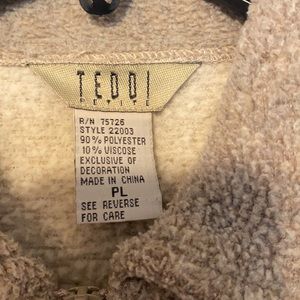 TEDDI
PETITE
R/N 75726
STYLE 22003
90% POLYESTER
10% VISCOSE
EXCLUSIVE OF
DECORATION
MADE IN CHINA
PL
SEE REVERSE
FOR CARE